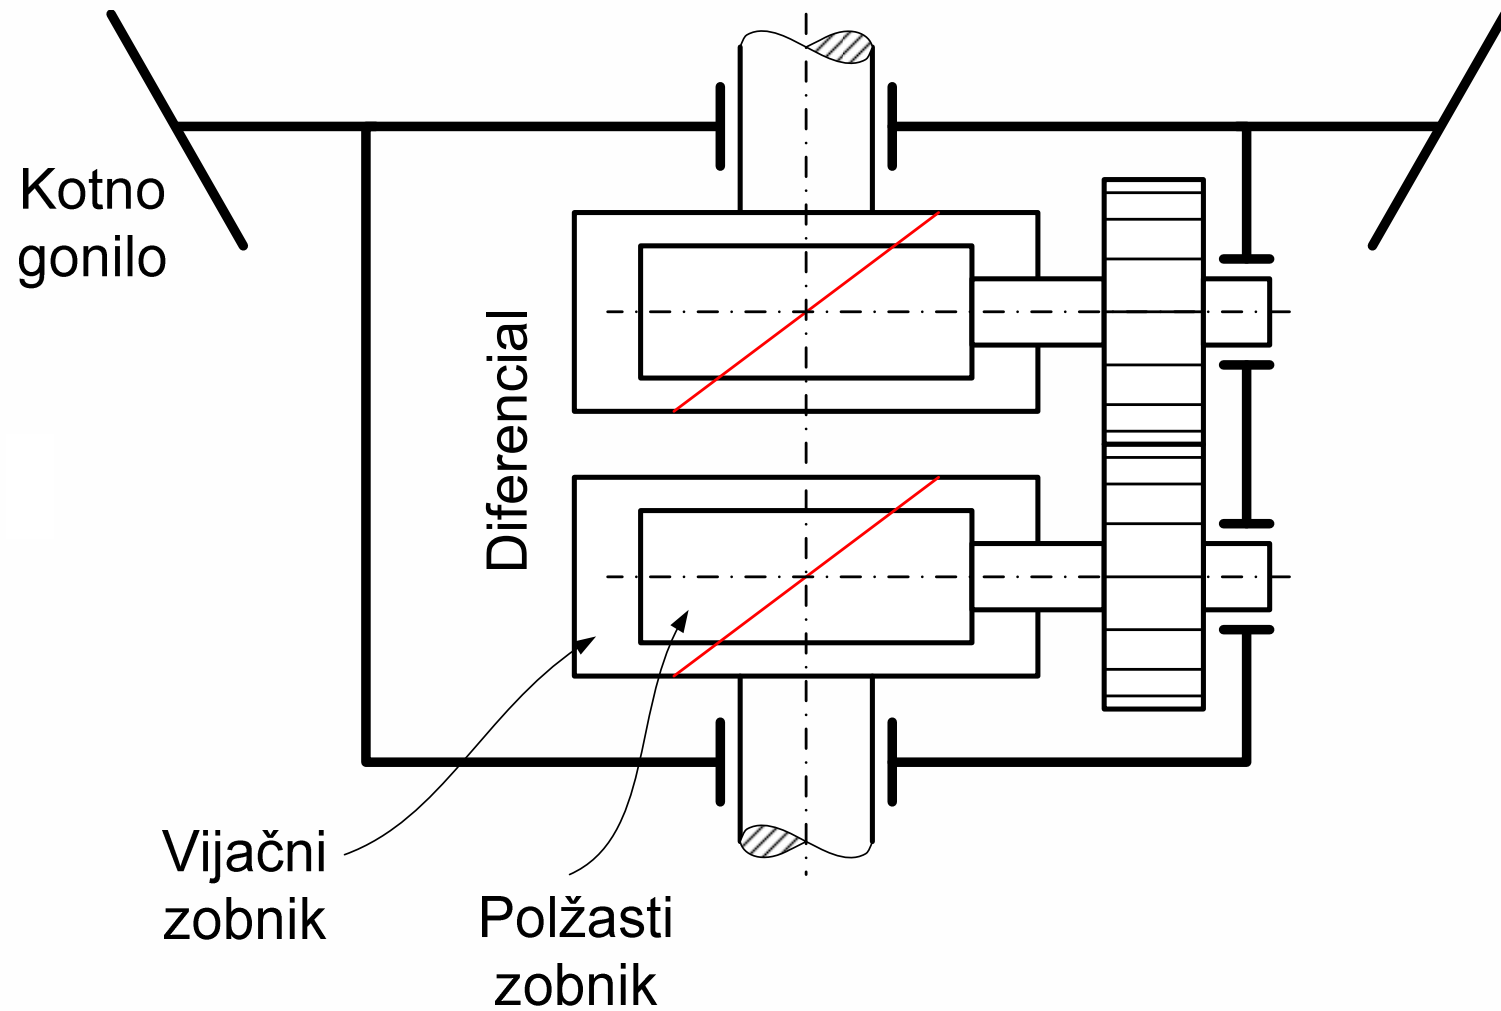 Kotno
gonilo
Diferencial
Vijačni
zobnik
Polžasti
zobnik